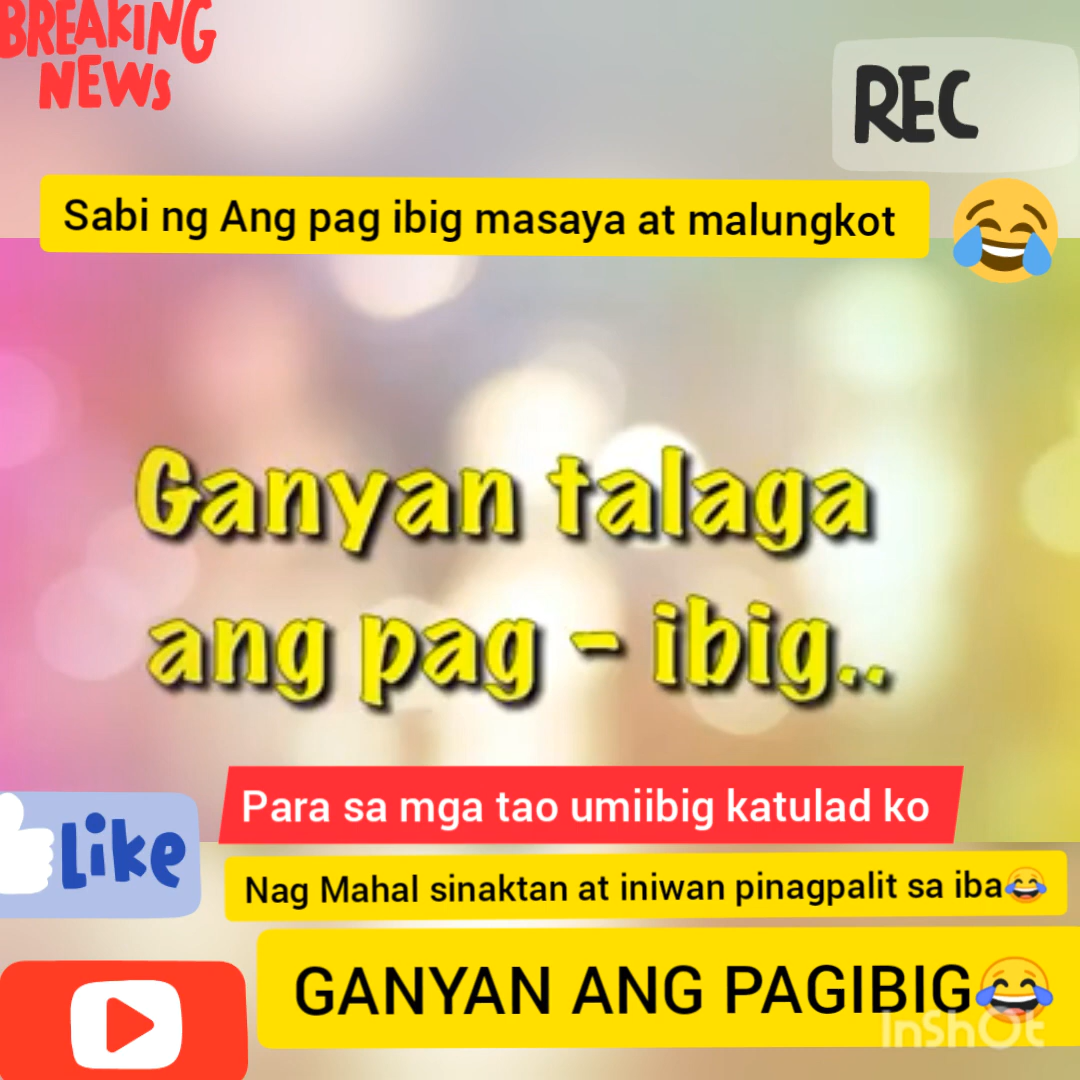 BREAKING
NEWS
REC
Sabi ng Ang pag ibig masaya at malungkot
Ganyan talaga
ang pag - ibig..
Para sa mga tao umiibig katulad ko
Like
Nag Mahal sinaktan at iniwan pinagpalit sa iba😂
GANYAN ANG PAGIBIG😂
InShOt